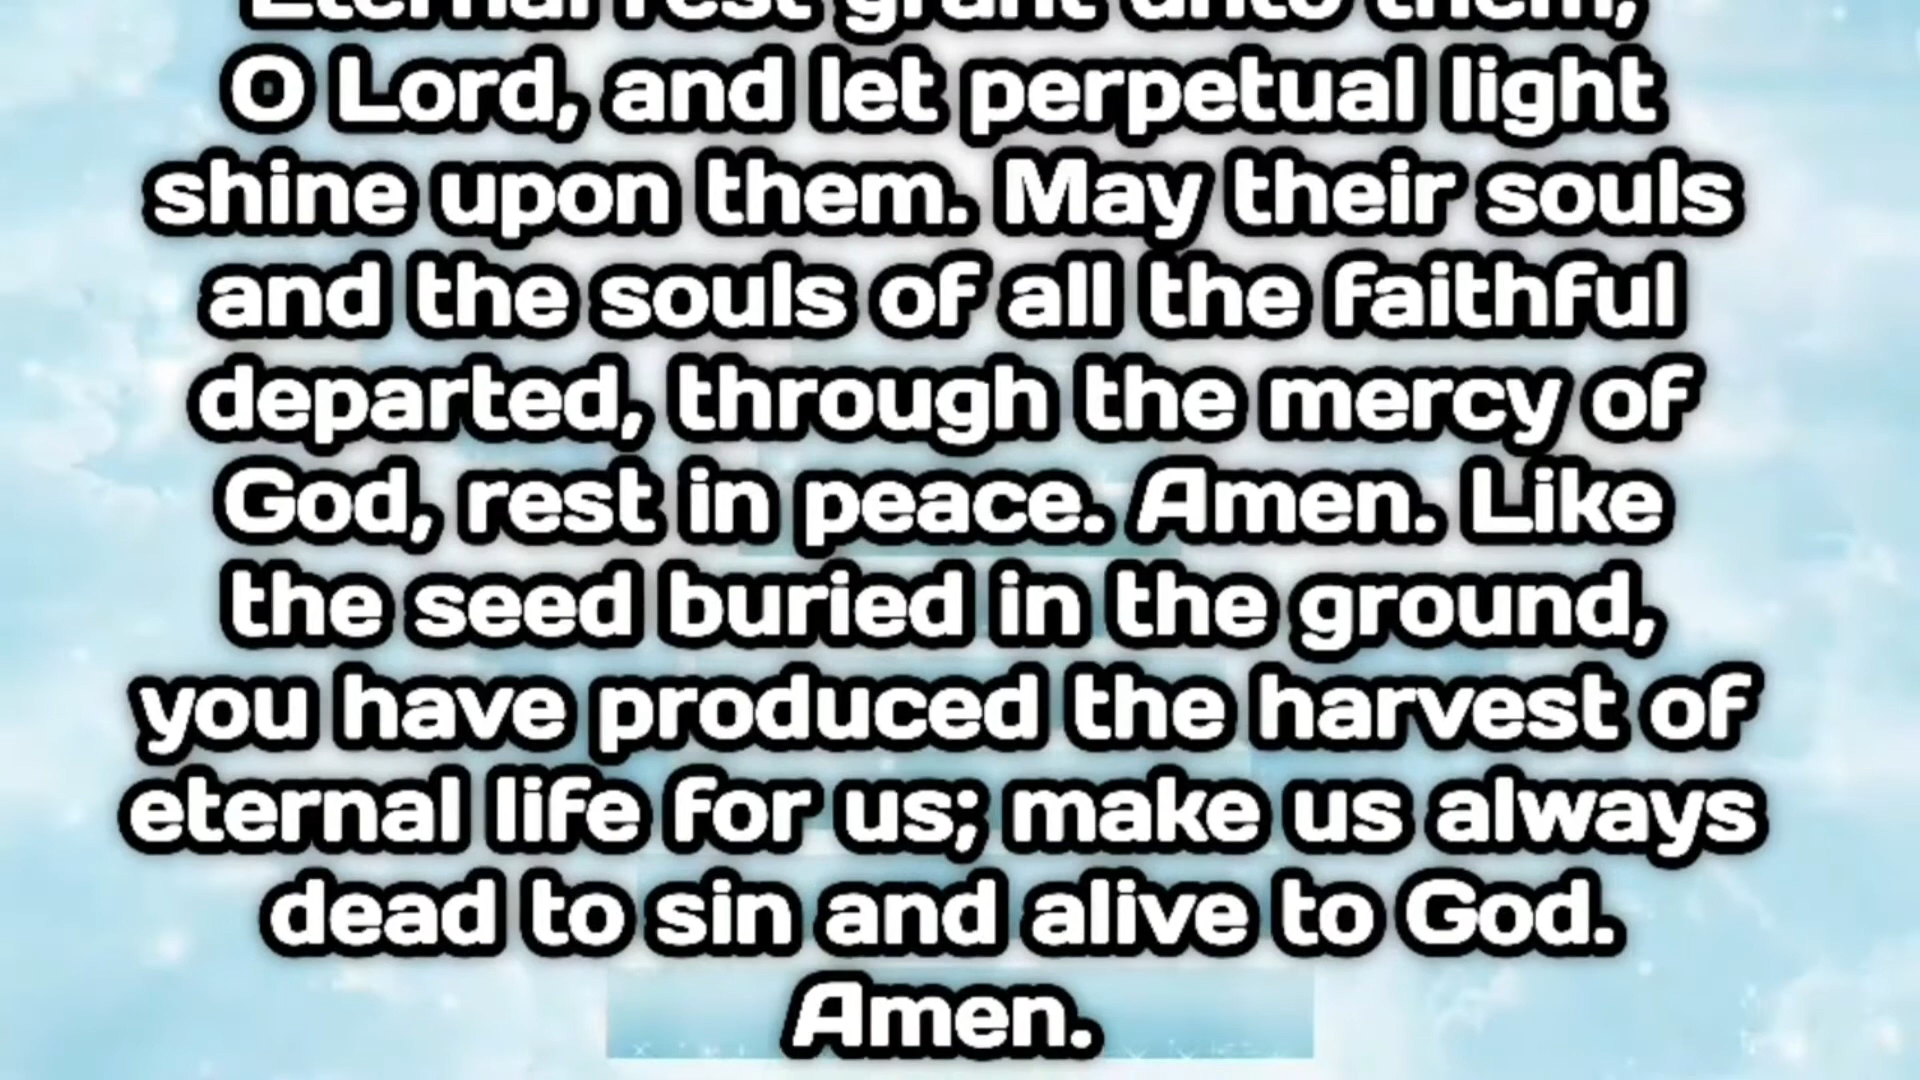 Eternal rest grant unto them,
O Lord, and let perpetual light
shine upon them. May their souls
and the souls of all the faithful
departed, through the mercy of
God, rest in peace. Amen. Like
the seed buried in the ground,
you have produced the harvest of
eternal life for us; make us always
dead to sin and alive to God.
Amen.